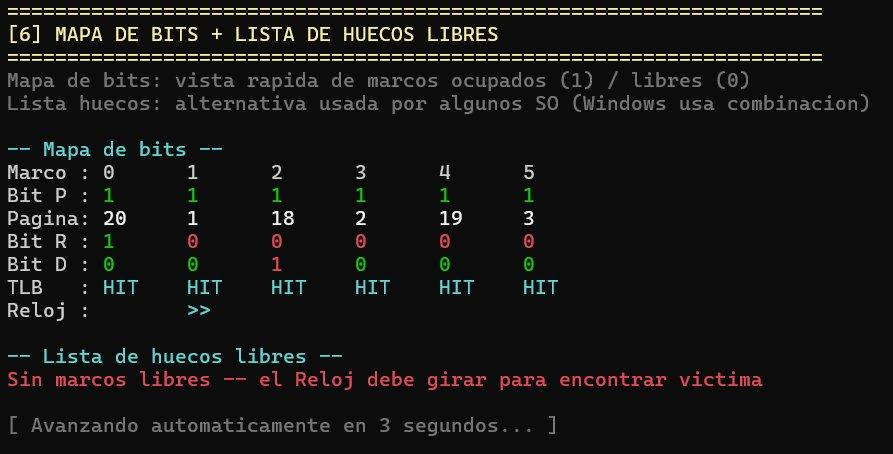 ======================================================================
[6] MAPA DE BITS + LISTA DE HUECOS LIBRES
======================================================================
Mapa de bits: vista rapida de marcos ocupados (1) / libres (0)
Lista huecos: alternativa usada por algunos SO (Windows usa combinacion)
-- Mapa de bits --
Marco : 0 1 2 3 4 5
Bit P : 1 1 1 1 1 1
Pagina: 20 1 18 2 19 3
Bit R : 1 0 0 0 0 0
Bit D : 0 0 1 0 0 0
TLB : HIT HIT HIT HIT HIT HIT
Reloj : >>
-- Lista de huecos libres --
Sin marcos libres -- el Reloj debe girar para encontrar victima
[ Avanzando automaticamente en 3 segundos... ]